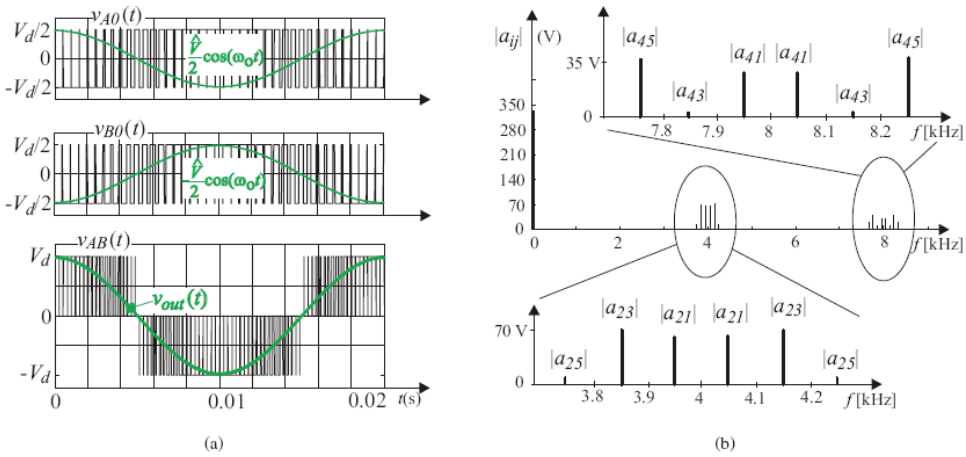 v_A0(t)
V_d/2
0
-V_d/2
V̂/2 cos(ω_o t)
v_B0(t)
V_d/2
0
-V_d/2
-V̂/2 cos(ω_o t)
v_AB(t)
V_d
0
-V_d
v_out(t)
0 0.01 0.02 t(s)
(a)
|a_ij| (V)
350
280
210
140
70
0
0 2 4 6 8 f[kHz]
35 V
0
|a_45| |a_43| |a_41| |a_41| |a_43| |a_45|
7.8 7.9 8 8.1 8.2 f[kHz]
70 V
0
|a_25| |a_23| |a_21| |a_21| |a_23| |a_25|
3.8 3.9 4 4.1 4.2 f[kHz]
(b)